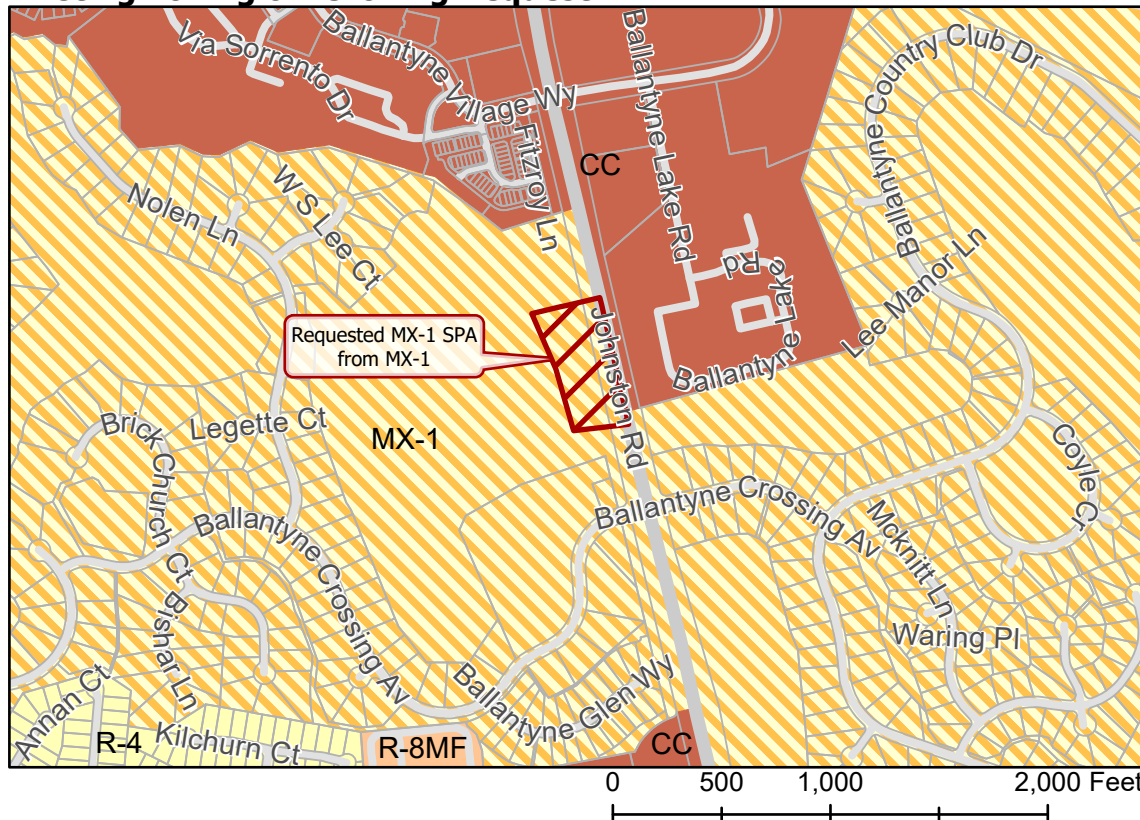 Via Sorrento Dr
Ballantyne Village Wy
Fitzroy Ln
Ballantyne Lake Rd
Ballantyne Country Club Dr
CC
Nolen Ln
W S Lee Ct
Lee Manor Ln
Ballantyne Lake Rd
Requested MX-1 SPA
from MX-1
Johnston Rd
Legette Ct
MX-1
Brick Church Ct
Coyle Cr
Ballantyne Crossing Av
Ballantyne Crossing Av
Mcknitt Ln
Bishar Ln
Waring Pl
Ballantyne Glen Wy
Annan Ct
R-4
Kilchurn Ct
R-8MF
CC
0 500 1,000 2,000 Feet